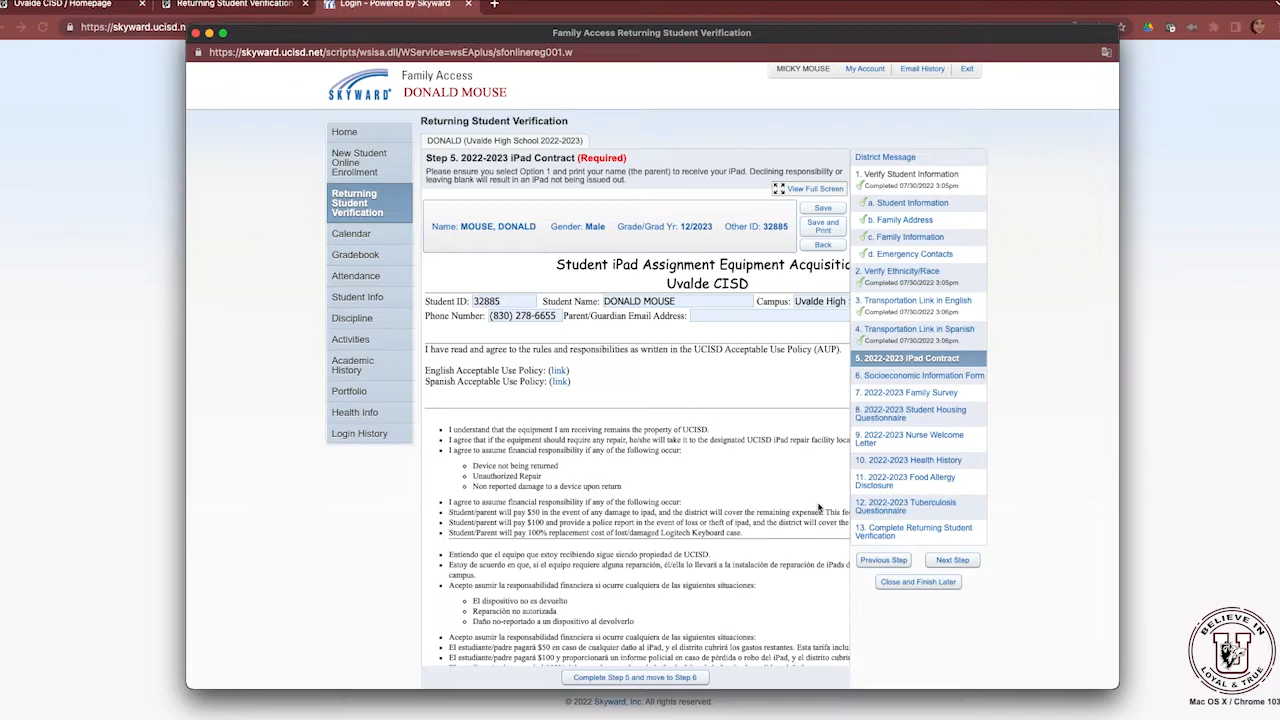 Uvalde CISD / Homepage
Returning Student Verification
Login - Powered by Skyward
https://skyward.ucisd.net
Family Access Returning Student Verification
https://skyward.ucisd.net/scripts/wsisa.dll/WService=wsEAplus/sfonlinereg001.w
SKYWARD
Family Access
DONALD MOUSE
MICKY MOUSE
My Account
Email History
Exit
Home
New Student
Online
Enrollment
Returning
Student
Verification
Calendar
Gradebook
Attendance
Student Info
Discipline
Activities
Academic
History
Portfolio
Health Info
Login History
Returning Student Verification
DONALD (Uvalde High School 2022-2023)
Step 5. 2022-2023 iPad Contract (Required)
Please ensure you select Option 1 and print your name (the parent) to receive your iPad. Declining responsibility or
leaving blank will result in an iPad not being issued out.
View Full Screen
Name: MOUSE, DONALD Gender: Male Grade/Grad Yr: 12/2023 Other ID: 32885
Save
Save and
Print
Back
Student iPad Assignment Equipment Acquisitic
Uvalde CISD
Student ID: 32885 Student Name: DONALD MOUSE Campus: Uvalde High
Phone Number: (830) 278-6655 Parent/Guardian Email Address:
I have read and agree to the rules and responsibilities as written in the UCISD Acceptable Use Policy (AUP).
English Acceptable Use Policy: (link)
Spanish Acceptable Use Policy: (link)
I understand that the equipment I am receiving remains the property of UCISD.
I agree that if the equipment should require any repair, he/she will take it to the designated UCISD iPad repair facility loca
I agree to assume financial responsibility if any of the following occur:
Device not being returned
Unauthorized Repair
Non reported damage to a device upon return
I agree to assume financial responsibility if any of the following occur:
Student/parent will pay $50 in the event of any damage to ipad, and the district will cover the remaining expenses. This fe
Student/parent will pay $100 and provide a police report in the event of loss or theft of ipad, and the district will cover the
Student/Parent will pay 100% replacement cost of lost/damaged Logitech Keyboard case.
Entiendo que el equipo que estoy recibiendo sigue siendo propiedad de UCISD.
Estoy de acuerdo en que, si el equipo requiere alguna reparación, él/ella lo llevará a la instalación de reparación de iPads d
campus.
Acepto asumir la responsabilidad financiera si ocurre cualquiera de las siguientes situaciones:
El dispositivo no es devuelto
Reparación no autorizada
Daño no-reportado a un dispositivo al devolverlo
Acepto asumir la responsabilidad financiera si ocurre cualquiera de las siguientes situaciones:
El estudiante/padre pagará $50 en caso de cualquier daño al iPad, y el distrito cubrirá los gastos restantes. Esta tarifa inclu
El estudiante/padre pagará $100 y proporcionará un informe policial en caso de pérdida o robo del iPad, y el distrito cubrir
Complete Step 5 and move to Step 6
District Message
1. Verify Student Information
Completed 07/30/2022 3:05pm
a. Student Information
b. Family Address
c. Family Information
d. Emergency Contacts
2. Verify Ethnicity/Race
Completed 07/30/2022 3:05pm
3. Transportation Link in English
Completed 07/30/2022 3:06pm
4. Transportation Link in Spanish
Completed 07/30/2022 3:06pm
5. 2022-2023 iPad Contract
6. Socioeconomic Information Form
7. 2022-2023 Family Survey
8. 2022-2023 Student Housing
Questionnaire
9. 2022-2023 Nurse Welcome
Letter
10. 2022-2023 Health History
11. 2022-2023 Food Allergy
Disclosure
12. 2022-2023 Tuberculosis
Questionnaire
13. Complete Returning Student
Verification
Previous Step
Next Step
Close and Finish Later
© 2022 Skyward, Inc. All rights reserved.
BELIEVE IN
U
LOYAL & TRUE
Mac OS X / Chrome 103